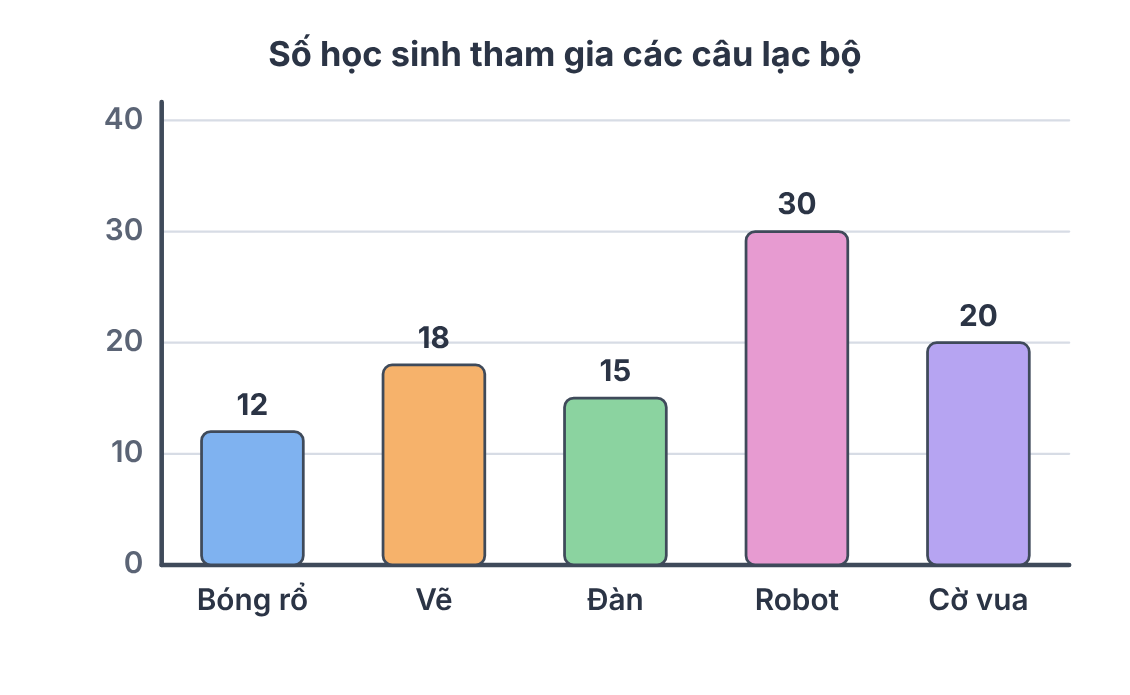 Số học sinh tham gia các câu lạc bộ
40
30
20
10
0
12
18
15
30
20
Bóng rổ
Vẽ
Đàn
Robot
Cờ vua